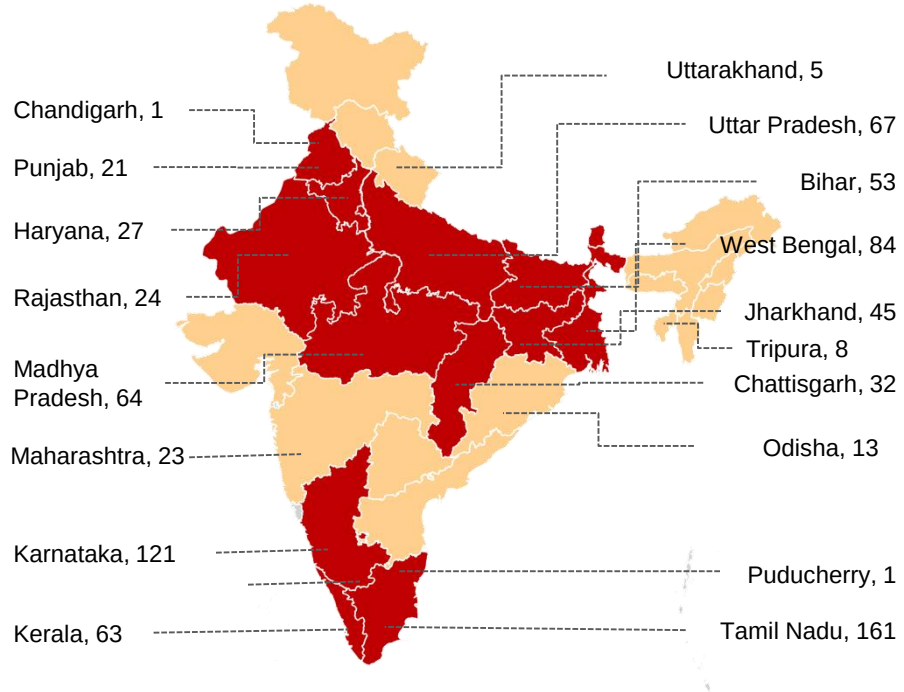 Uttarakhand, 5
Chandigarh, 1
Uttar Pradesh, 67
Punjab, 21
Bihar, 53
Haryana, 27
West Bengal, 84
Rajasthan, 24
Jharkhand, 45
Tripura, 8
Madhya
Pradesh, 64
Chattisgarh, 32
Maharashtra, 23
Odisha, 13
Karnataka, 121
Puducherry, 1
Kerala, 63
Tamil Nadu, 161